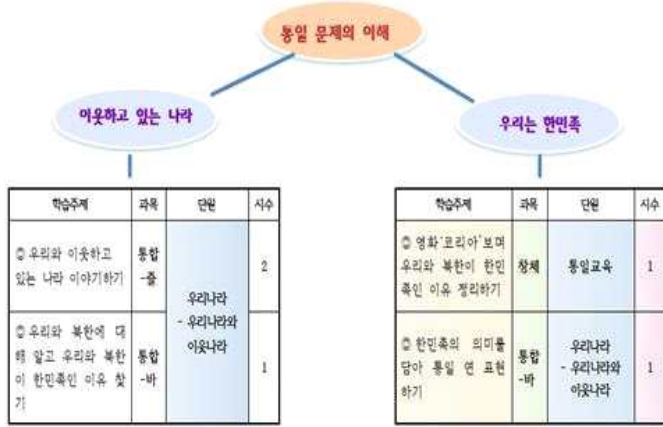 통일 문제의 이해
이웃하고 있는 나라
우리는 한민족
학습주제 과목 단원 시수
☺ 우리와 이웃하고
있는 나라 이야기하기
통합
-즐
2
우리나라
- 우리나라와
이웃나라
☺ 우리와 북한에 대
해 알고 우리와 북한
이 한민족인 이유 찾
기
통합
-바
1
학습주제 과목 단원 시수
☺ 영화‘코리아’보며
우리와 북한이 한민
족인 이유 정리하기
창체
통일교육
1
☺ 한민족의 의미를
담아 통일 연 표현
하기
통합
-바
우리나라
- 우리나라와
이웃나라
1